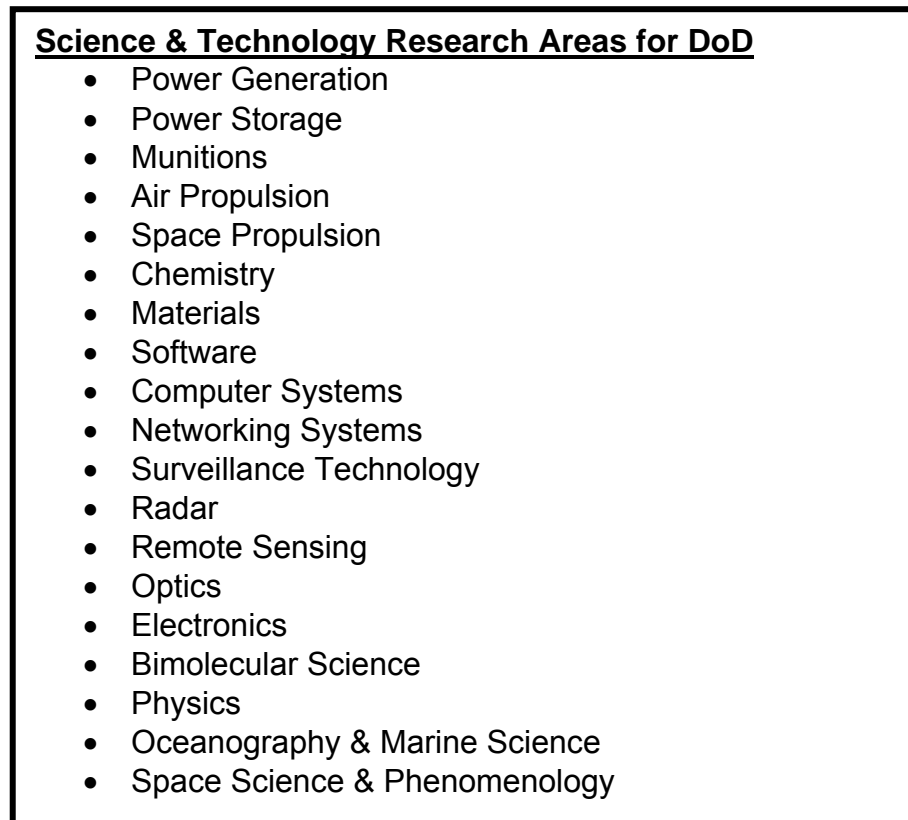 Science & Technology Research Areas for DoD
• Power Generation
• Power Storage
• Munitions
• Air Propulsion
• Space Propulsion
• Chemistry
• Materials
• Software
• Computer Systems
• Networking Systems
• Surveillance Technology
• Radar
• Remote Sensing
• Optics
• Electronics
• Bimolecular Science
• Physics
• Oceanography & Marine Science
• Space Science & Phenomenology